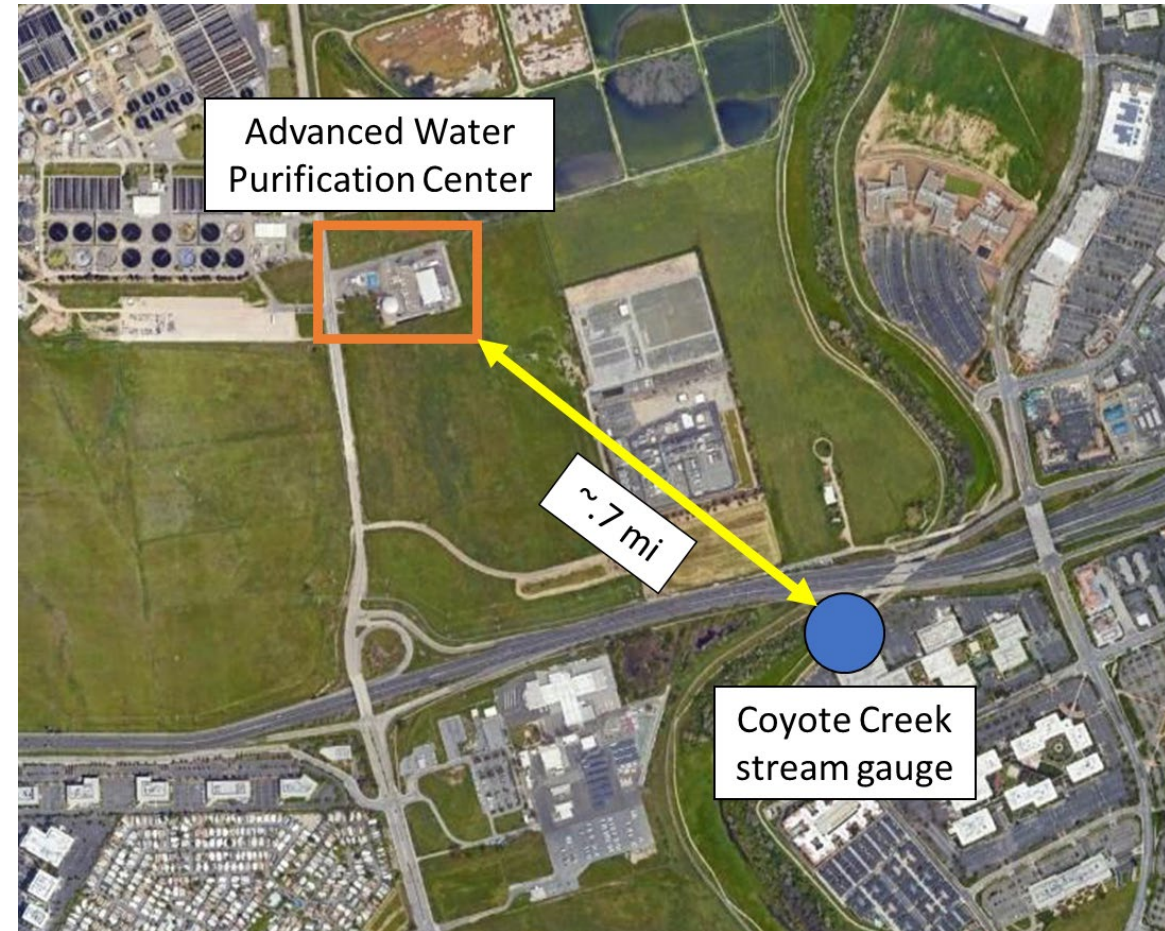 Advanced Water
Purification Center
~.7 mi
Coyote Creek
stream gauge